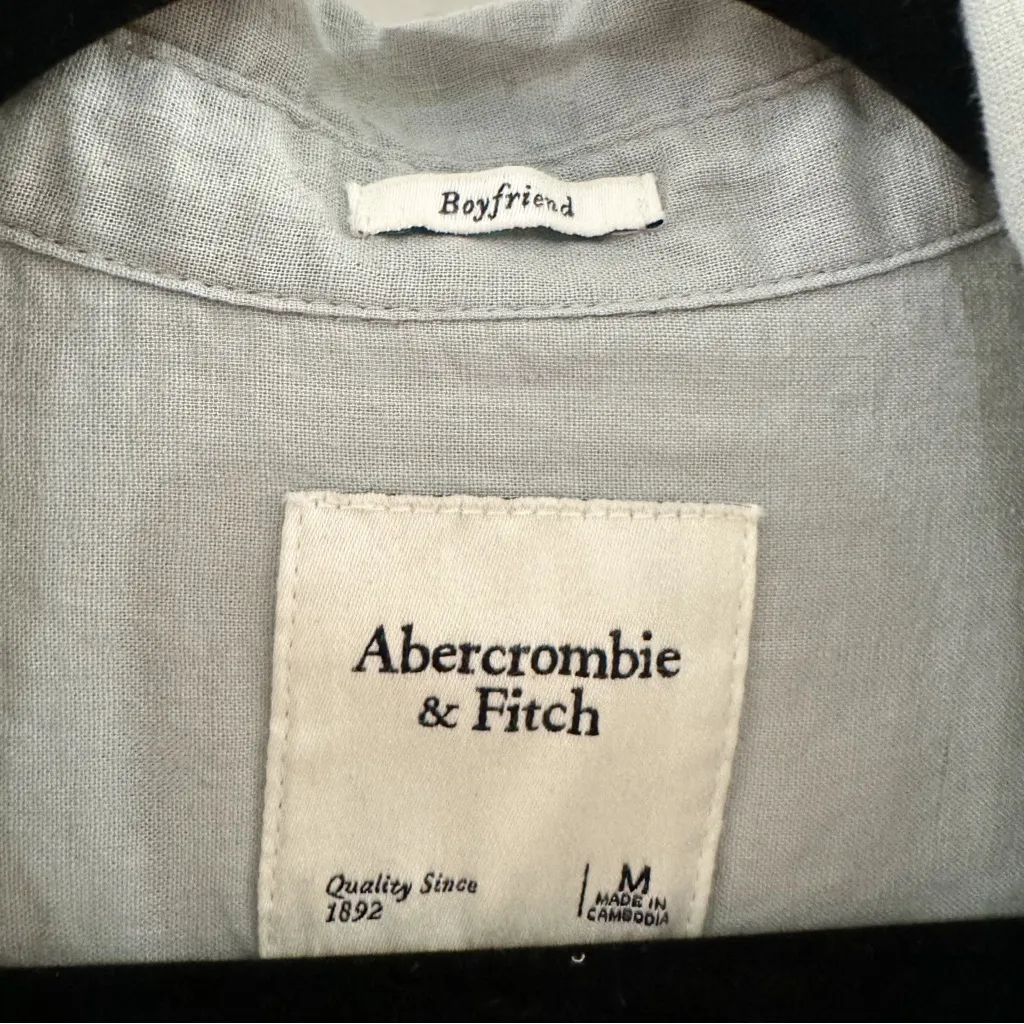 Boyfriend
Abercrombie
& Fitch
Quality Since
1892
M
MADE IN
CAMBODIA